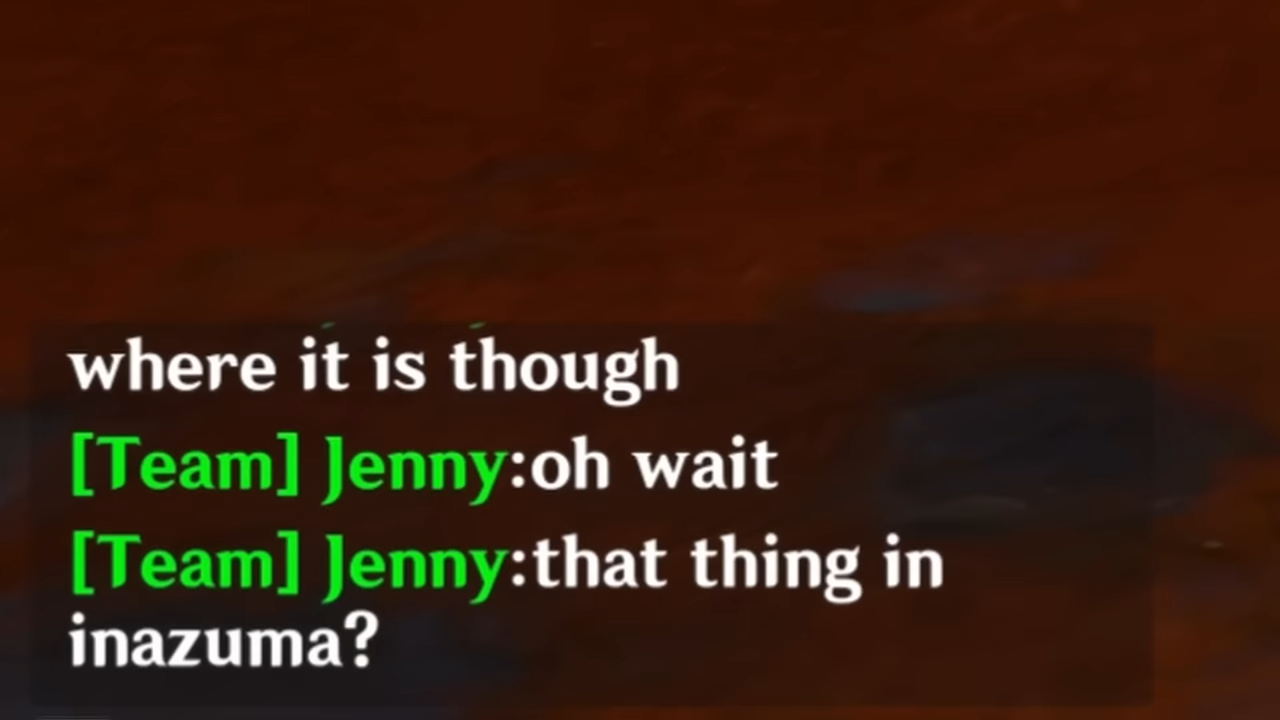 where it is though
[Team] Jenny:oh wait
[Team] Jenny:that thing in
inazuma?